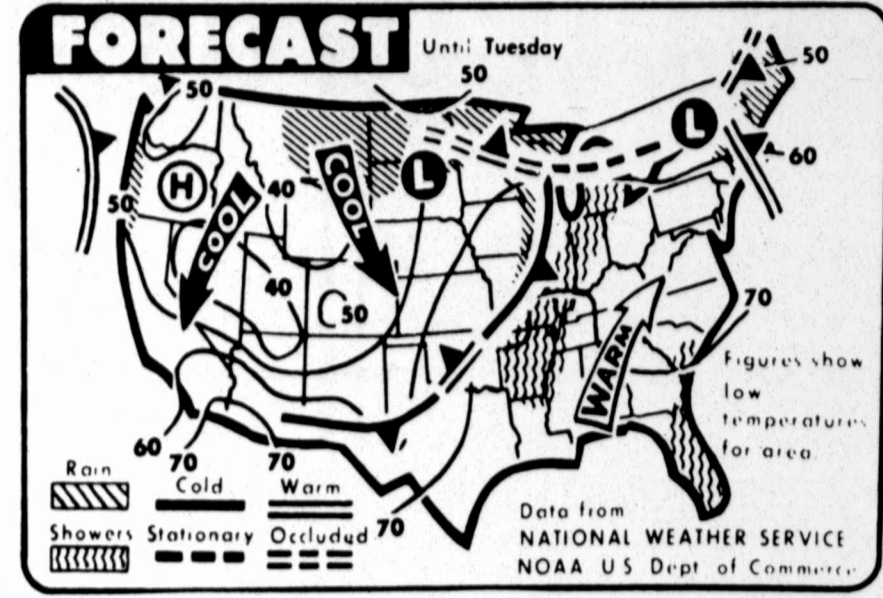 FORECAST
Until Tuesday
50
50
50
L
60
H
COOL
40
COOL
L
50
40
50
70
WARM
Figures show
low
temperatures
for area
60
70
70
70
Rain
Cold
Warm
Showers
Stationary
Occluded
Data from
NATIONAL WEATHER SERVICE
NOAA U S Dept of Commerce